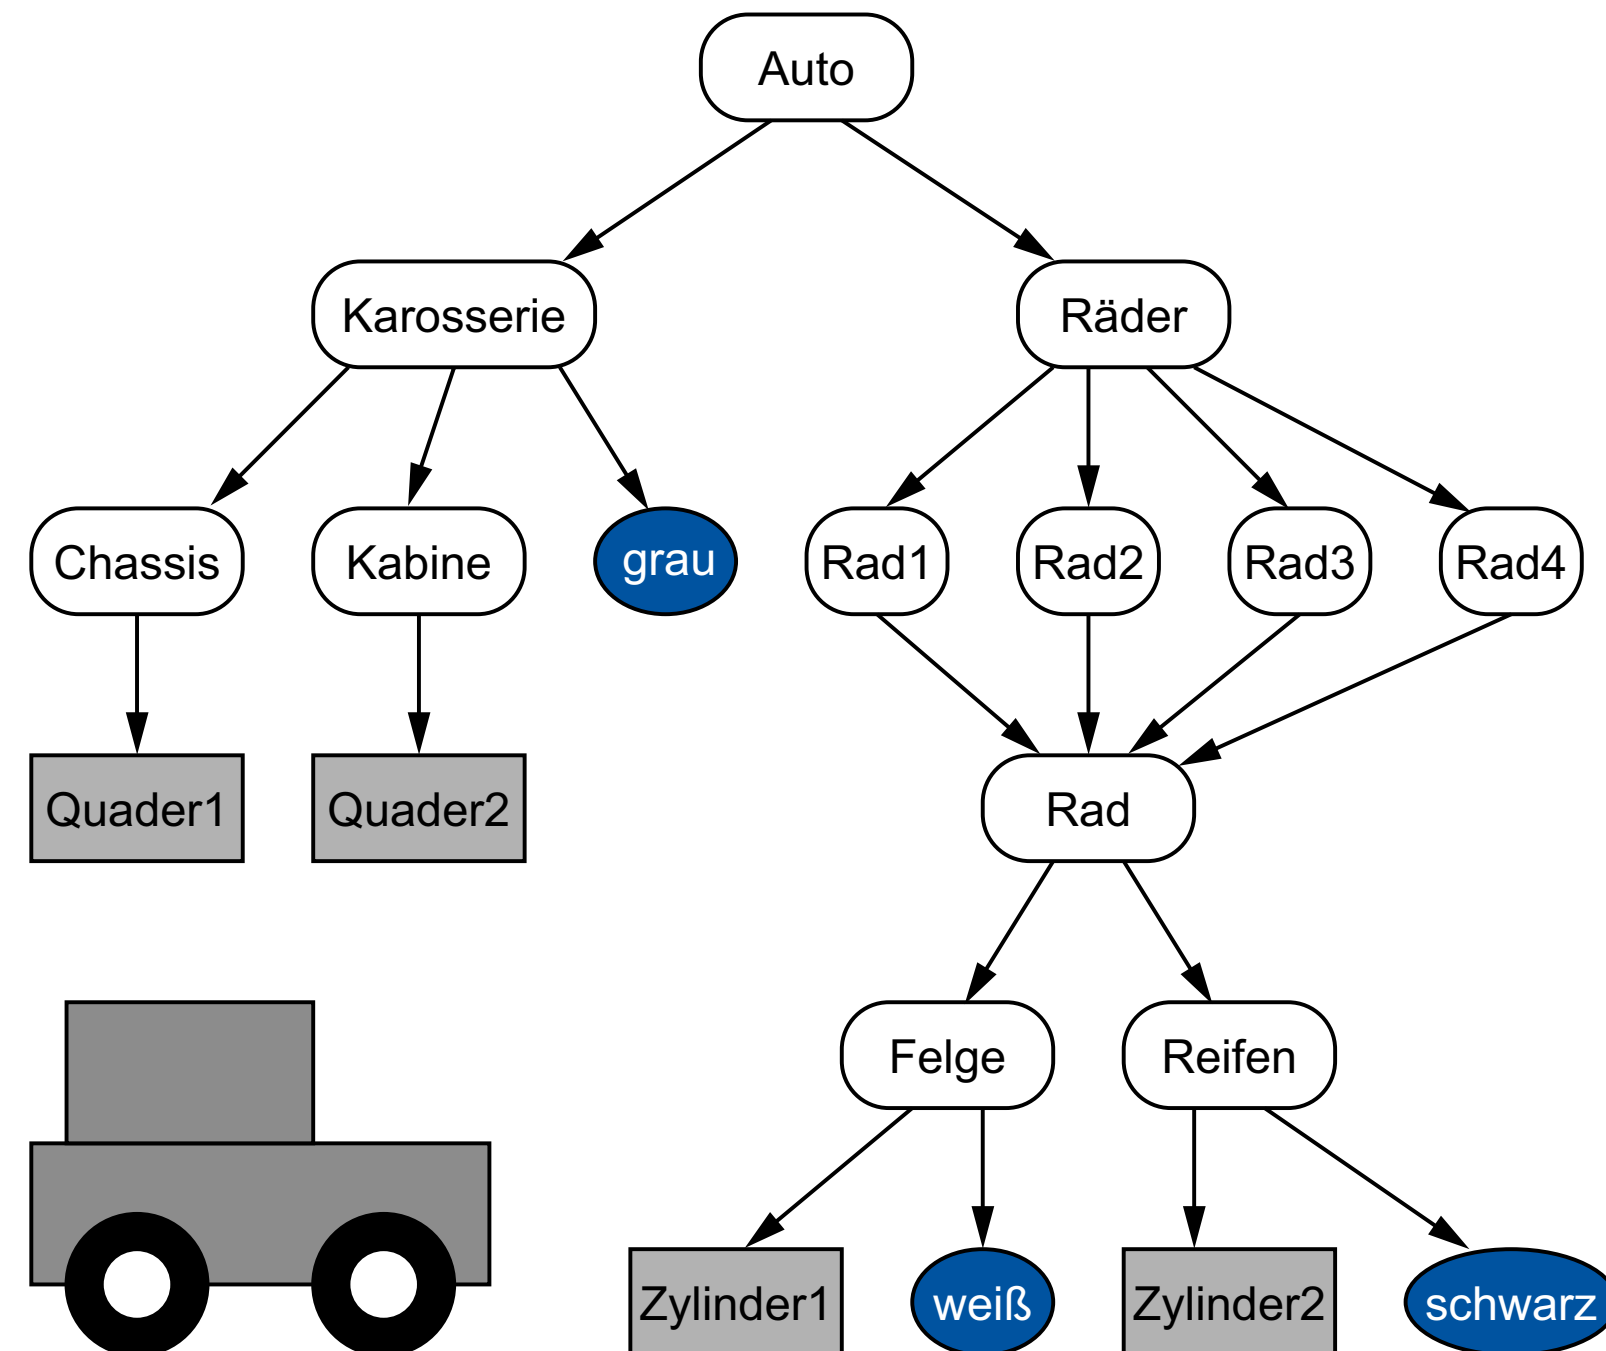 Auto
Karosserie
Räder
Chassis
Kabine
grau
Rad1
Rad2
Rad3
Rad4
Quader1
Quader2
Rad
Felge
Reifen
Zylinder1
weiß
Zylinder2
schwarz